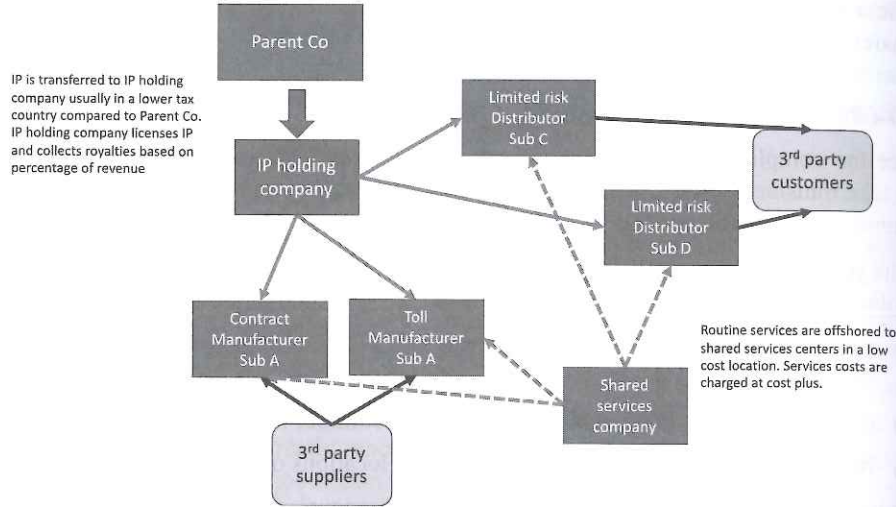 Parent Co
IP is transferred to IP holding
company usually in a lower tax
country compared to Parent Co.
IP holding company licenses IP
and collects royalties based on
percentage of revenue
IP holding
company
Limited risk
Distributor
Sub C
3rd party
customers
Limited risk
Distributor
Sub D
Contract
Manufacturer
Sub A
Toll
Manufacturer
Sub A
Routine services are offshored to
shared services centers in a low
cost location. Services costs are
charged at cost plus.
Shared
services
company
3rd party
suppliers